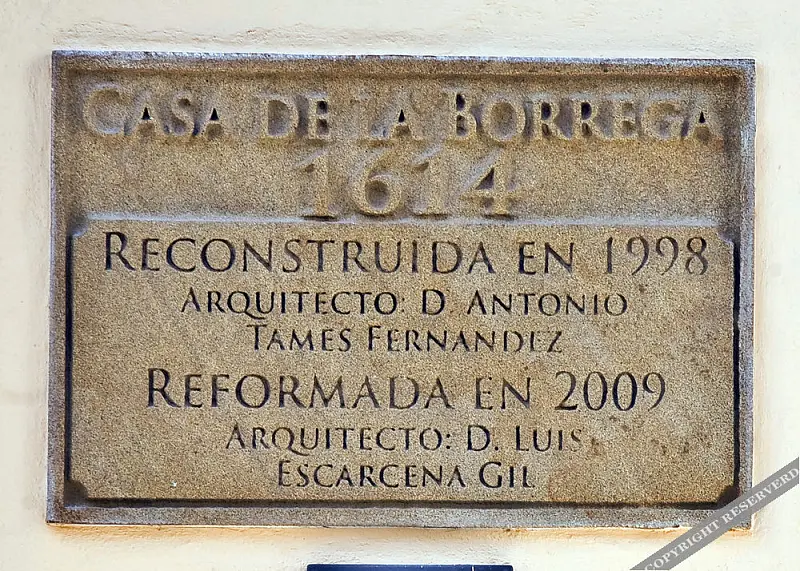 CASA DE LA BORREGA
1614
RECONSTRUIDA EN 1998
ARQUITECTO: D. ANTONIO
TAMES FERNANDEZ
REFORMADA EN 2009
ARQUITECTO: D. LUIS
ESCARCENA GIL
COPYRIGHT RESERVERD